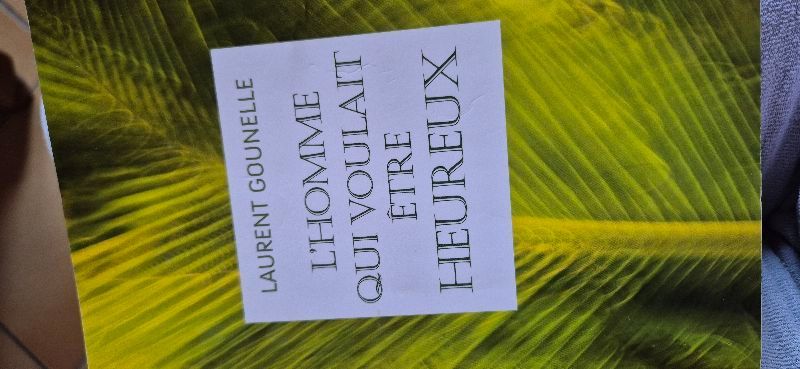 LAURENT GOUNELLE
L'HOMME
QUI VOULAIT
ÊTRE
HEUREUX